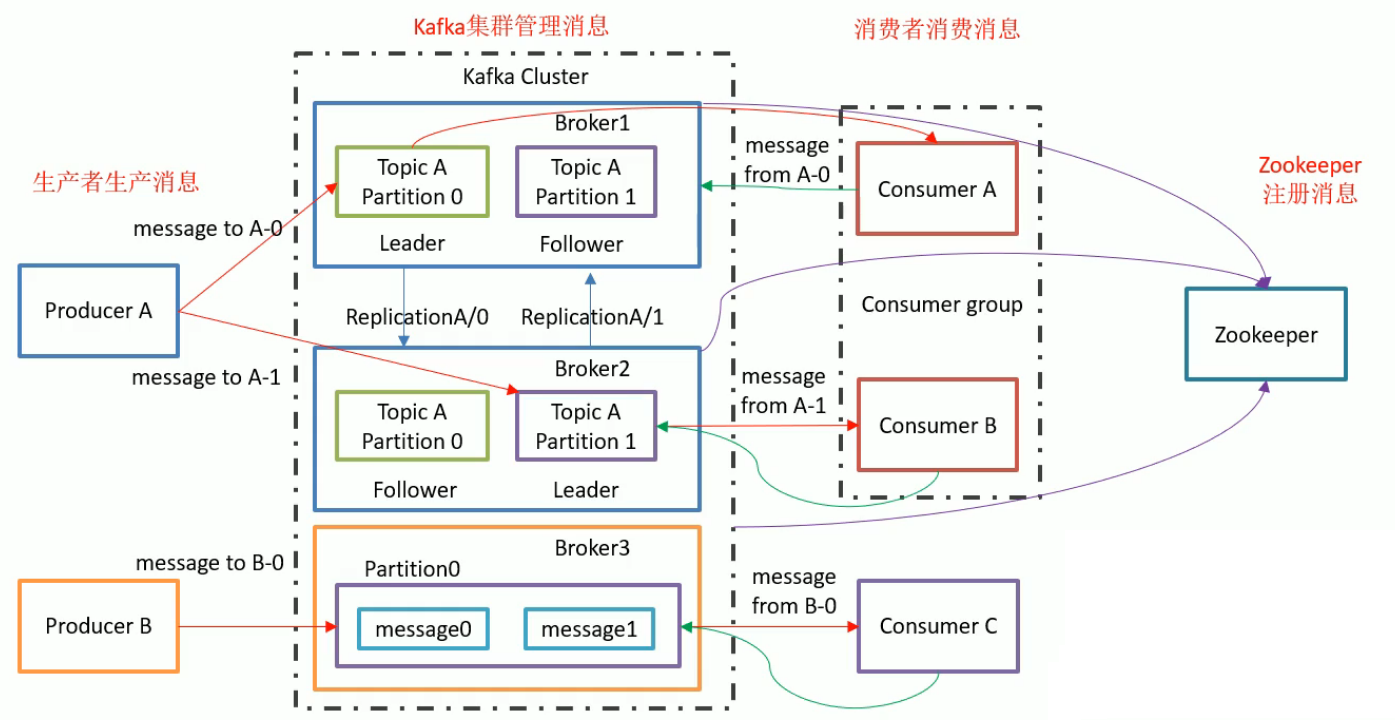 Kafka集群管理消息
消费者消费消息
Kafka Cluster
Broker1
Topic A
Partition 0
Topic A
Partition 1
Leader
Follower
生产者生产消息
message to A-0
Producer A
message to A-1
ReplicationA/0
ReplicationA/1
message
from A-0
Consumer A
Zookeeper
注册消息
Consumer group
Zookeeper
Broker2
Topic A
Partition 0
Topic A
Partition 1
Follower
Leader
message
from A-1
Consumer B
message to B-0
Producer B
Broker3
Partition0
message0
message1
message
from B-0
Consumer C